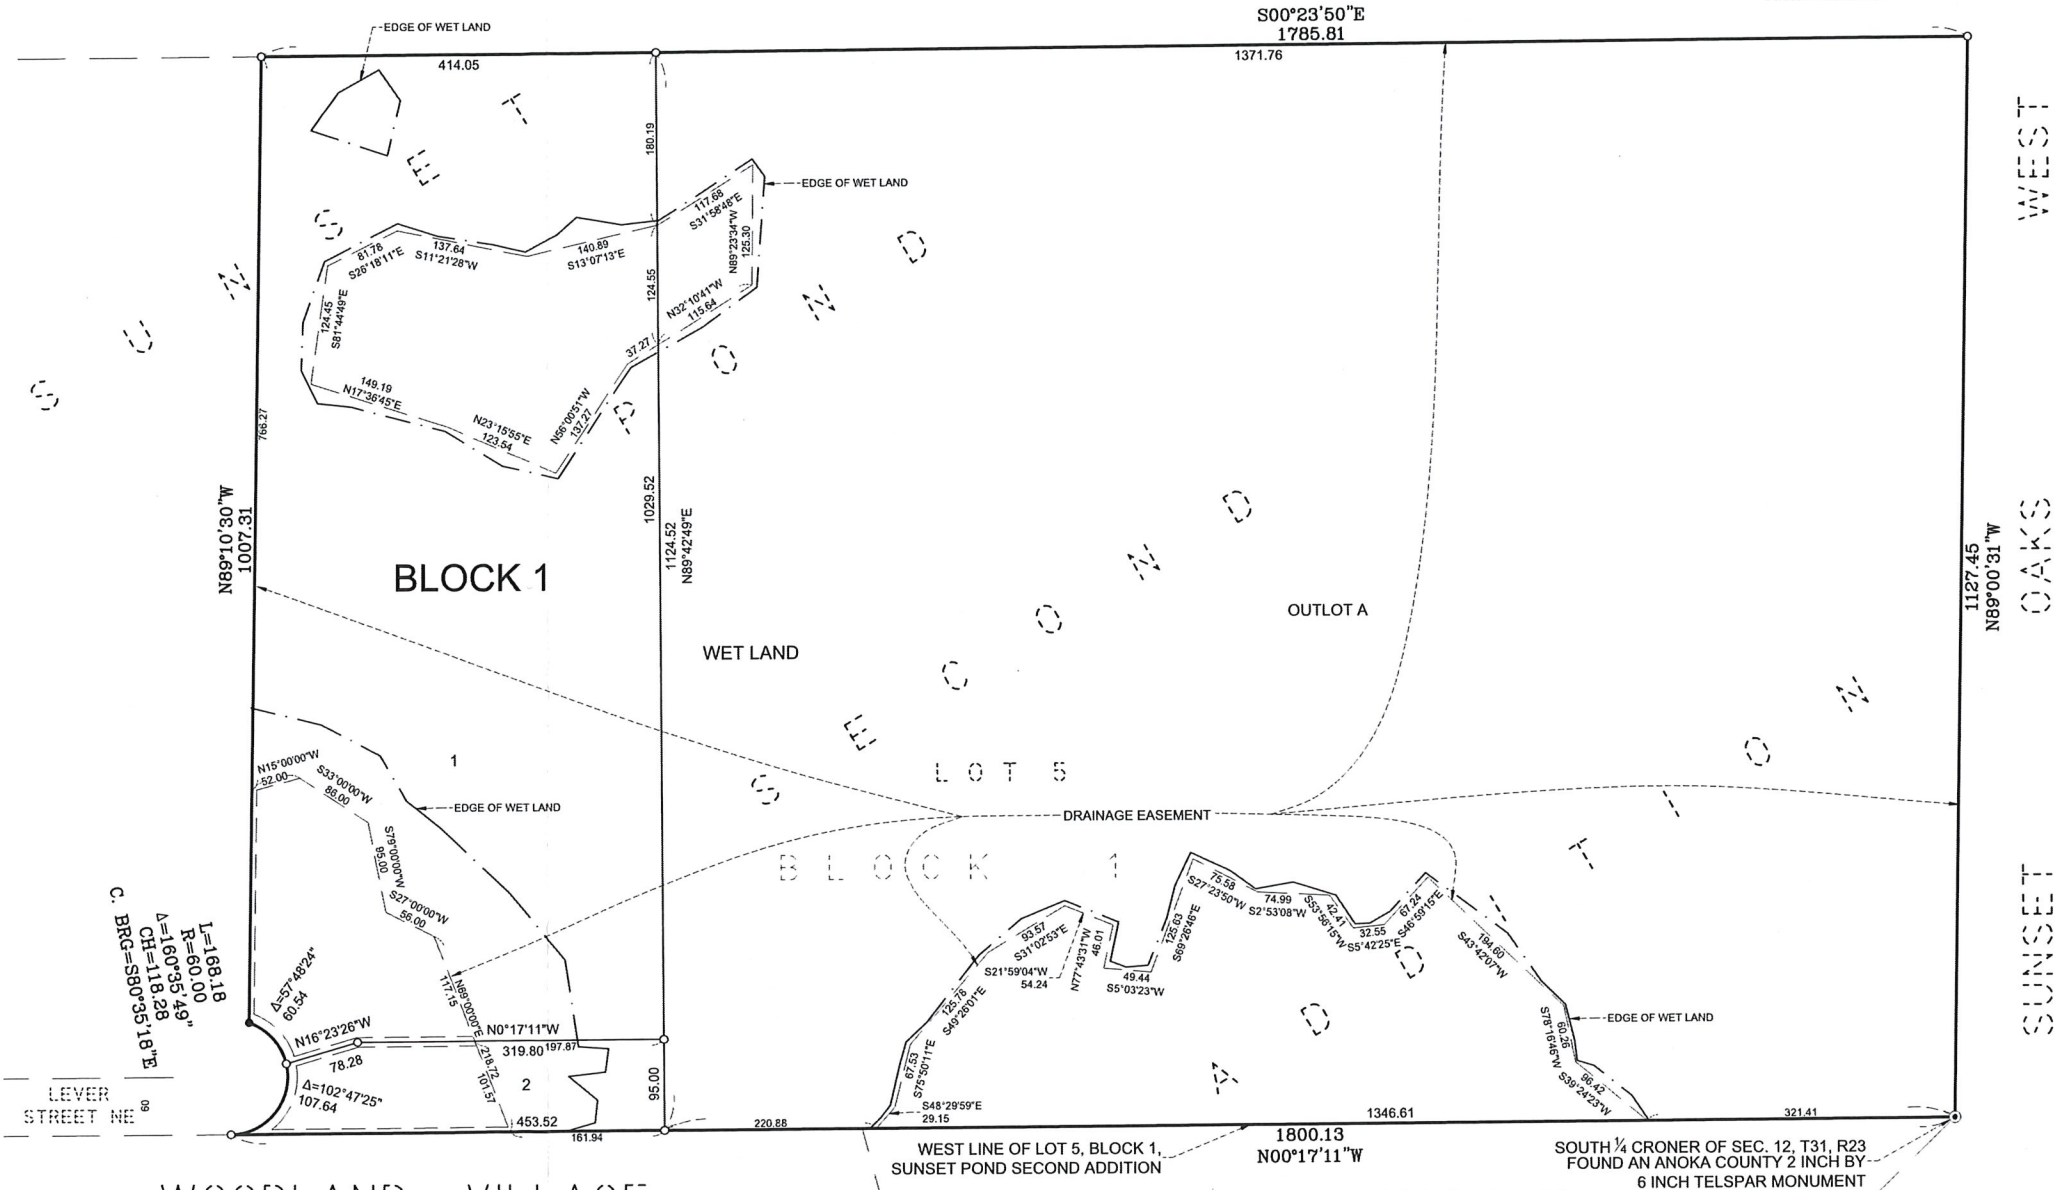 S00°23'50"E
1785.81
EDGE OF WET LAND
414.05
1371.76
180.19
EDGE OF WET LAND
117.68
S31°58'48"E
N89°23'34"W
125.30
81.78
S26°18'11"E
137.64
S11°21'28"W
140.89
S13°07'13"E
124.55
N32°10'41"W
115.64
124.45
S81°44'49"E
37.27
149.19
N17°36'45"E
N23°15'55"E
123.54
N56°00'51"W
137.27
766.27
N89°10'30"W
1007.31
1029.52
1124.52
N89°42'49"E
BLOCK 1
WET LAND
OUTLOT A
1127.45
N89°00'31"W
SUNSET
POND
SECOND
ADDITION
LOT 5
BLOCK 1
SUNSET OAKS WEST
DRAINAGE EASEMENT
1
EDGE OF WET LAND
N15°00'00"W
52.00
S33°00'00"W
86.00
S79°00'00"W
95.00
S27°00'00"W
56.00
N69°00'00"E
117.15
218.72
101.57
L=168.18
R=60.00
Δ=160°35'49"
CH=118.28
C. BRG=S80°35'18"E
Δ=57°48'24"
60.54
N16°23'26"W
78.28
N0°17'11"W
319.80
197.87
Δ=102°47'25"
107.64
2
95.00
453.52
161.94
LEVER
STREET NE
60
220.88
S48°29'59"E
29.15
67.53
S75°50'11"E
125.78
S49°26'01"E
93.57
S31°02'53"E
S21°59'04"W
54.24
N77°43'31"W
46.01
49.44
S5°03'23"W
125.63
S69°26'46"E
75.58
S27°23'50"W
74.99
S2°53'08"W
42.41
S53°56'15"W
32.55
S5°42'25"E
67.24
S46°59'15"E
194.60
S43°42'07"W
EDGE OF WET LAND
60.26
S78°16'46"W
96.42
S39°24'23"W
1346.61
321.41
1800.13
N00°17'11"W
WEST LINE OF LOT 5, BLOCK 1,
SUNSET POND SECOND ADDITION
SOUTH ¼ CRONER OF SEC. 12, T31, R23
FOUND AN ANOKA COUNTY 2 INCH BY
6 INCH TELSPAR MONUMENT
WOODLAND VILLAGE